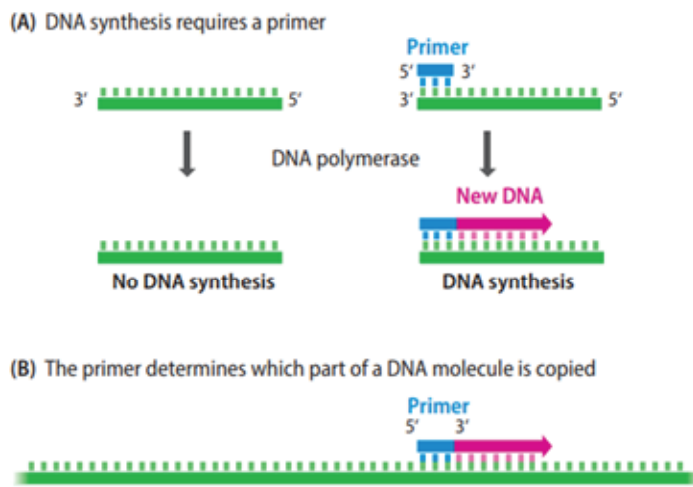 (A) DNA synthesis requires a primer
Primer
5′ 3′
3′ 5′ 3′ 5′
DNA polymerase
New DNA
No DNA synthesis DNA synthesis
(B) The primer determines which part of a DNA molecule is copied
Primer
5′ 3′